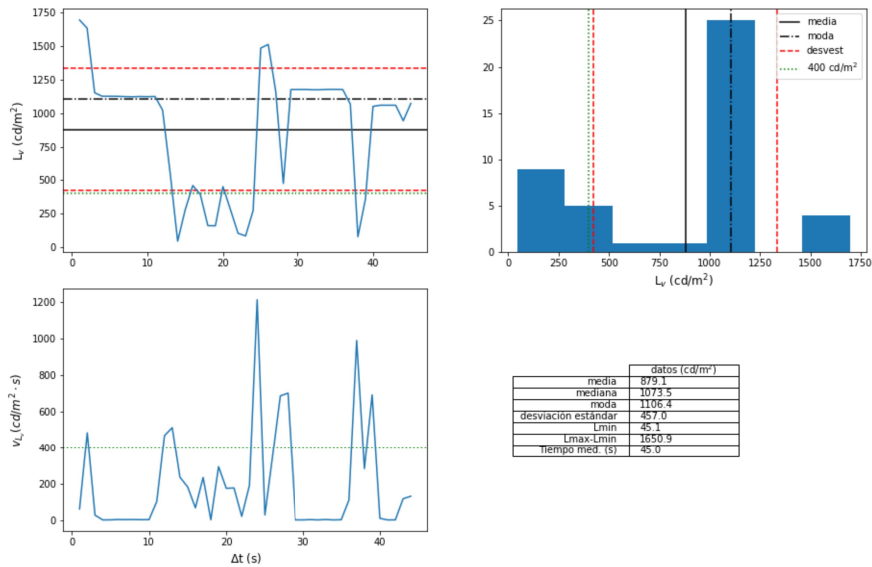 1750
1500
1250
1000
750
500
250
0
L_v (cd/m²)
0 10 20 30 40
25
20
15
10
5
0
media
moda
desvest
400 cd/m²
0 250 500 750 1000 1250 1500 1750
L_v (cd/m²)
1200
1000
800
600
400
200
0
v_{L_v}(cd/m² · s)
0 10 20 30 40
Δt (s)
datos (cd/m²)
media 879.1
mediana 1073.5
moda 1106.4
desviación estándar 457.0
Lmin 45.1
Lmax-Lmin 1650.9
Tiempo med. (s) 45.0